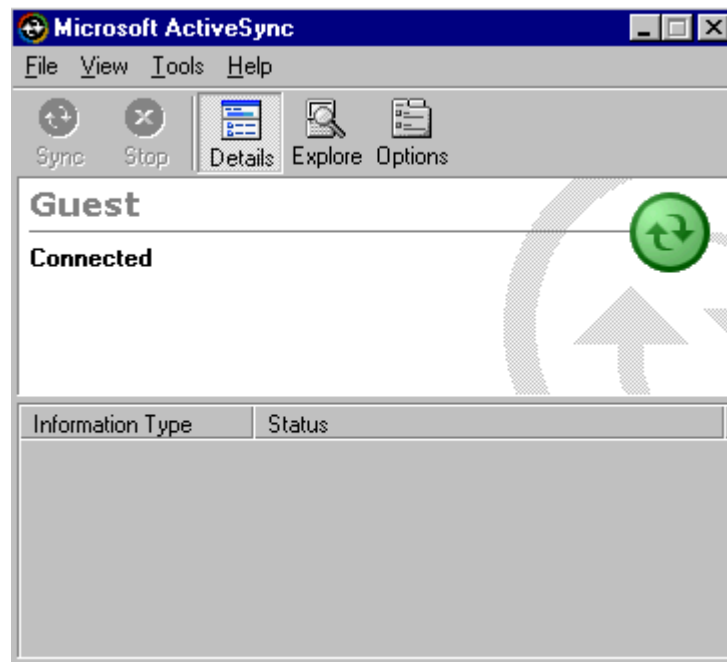 Microsoft ActiveSync
File View Tools Help
Sync Stop Details Explore Options
Guest
Connected
Information Type Status